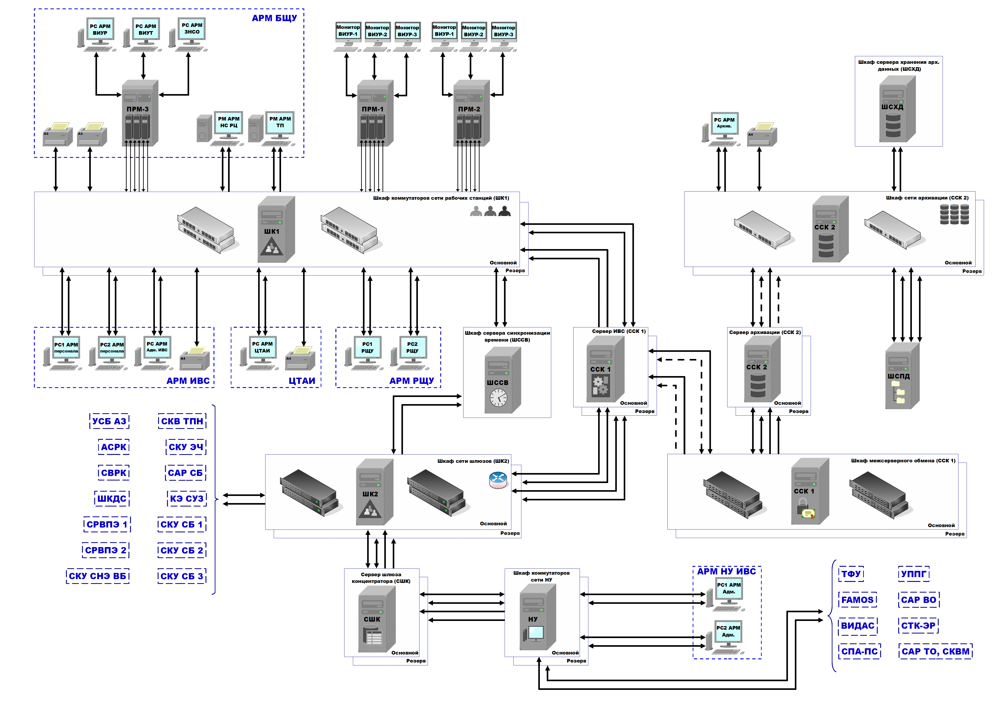 АРМ БЩУ
РС АРМ
ВИУР
РС АРМ
ВИУТ
РС АРМ
ЗНСО
Монитор
ВИУР-1
Монитор
ВИУР-2
Монитор
ВИУР-3
Монитор
ВИУР-1
Монитор
ВИУР-2
Монитор
ВИУР-3
Шкаф сервера хранения арх.
данных (ШСХД)
ШСХД
ПРМ-3
ПРМ-1
ПРМ-2
A3
A3
РМ АРМ
НС РЦ
РМ АРМ
ТП
РС АРМ
Архив.
A4
Шкаф коммутаторов сети рабочих станций (ШК1)
ШК1
Основной
Резерв
Шкаф сети архивации (ССК 2)
ССК 2
Основной
Резерв
РС1 АРМ
персонала
РС2 АРМ
персонала
РС АРМ
Адм. ИВС
A4
АРМ ИВС
РС АРМ
ЦТАИ
A4
ЦТАИ
РС1
РЩУ
РС2
РЩУ
АРМ РЩУ
Шкаф сервера синхронизации
времени (ШССВ)
ШССВ
Сервер ИВС (ССК 1)
ССК 1
Основной
Резерв
Сервер архивации (ССК 2)
ССК 2
Основной
Резерв
ШСПД
УСБ АЗ
СКВ ТПН
АСРК
СКУ ЭЧ
СВРК
САР СБ
ШКДС
КЭ СУЗ
СРВПЭ 1
СКУ СБ 1
СРВПЭ 2
СКУ СБ 2
СКУ СНЭ ВБ
СКУ СБ 3
Шкаф сети шлюзов (ШК2)
ШК2
Основной
Резерв
Шкаф межсерверного обмена (ССК 1)
ССК 1
Основной
Резерв
Сервер шлюза
концентратора (СШК)
СШК
Основной
Резерв
Шкаф коммутаторов
сети НУ
НУ
Основной
Резерв
АРМ НУ ИВС
РС1 АРМ
Адм.
РС2 АРМ
Адм.
ТФУ
УППГ
FAMOS
САР ВО
ВИДАС
СТК-ЭР
СПА-ПС
САР ТО, СКВМ